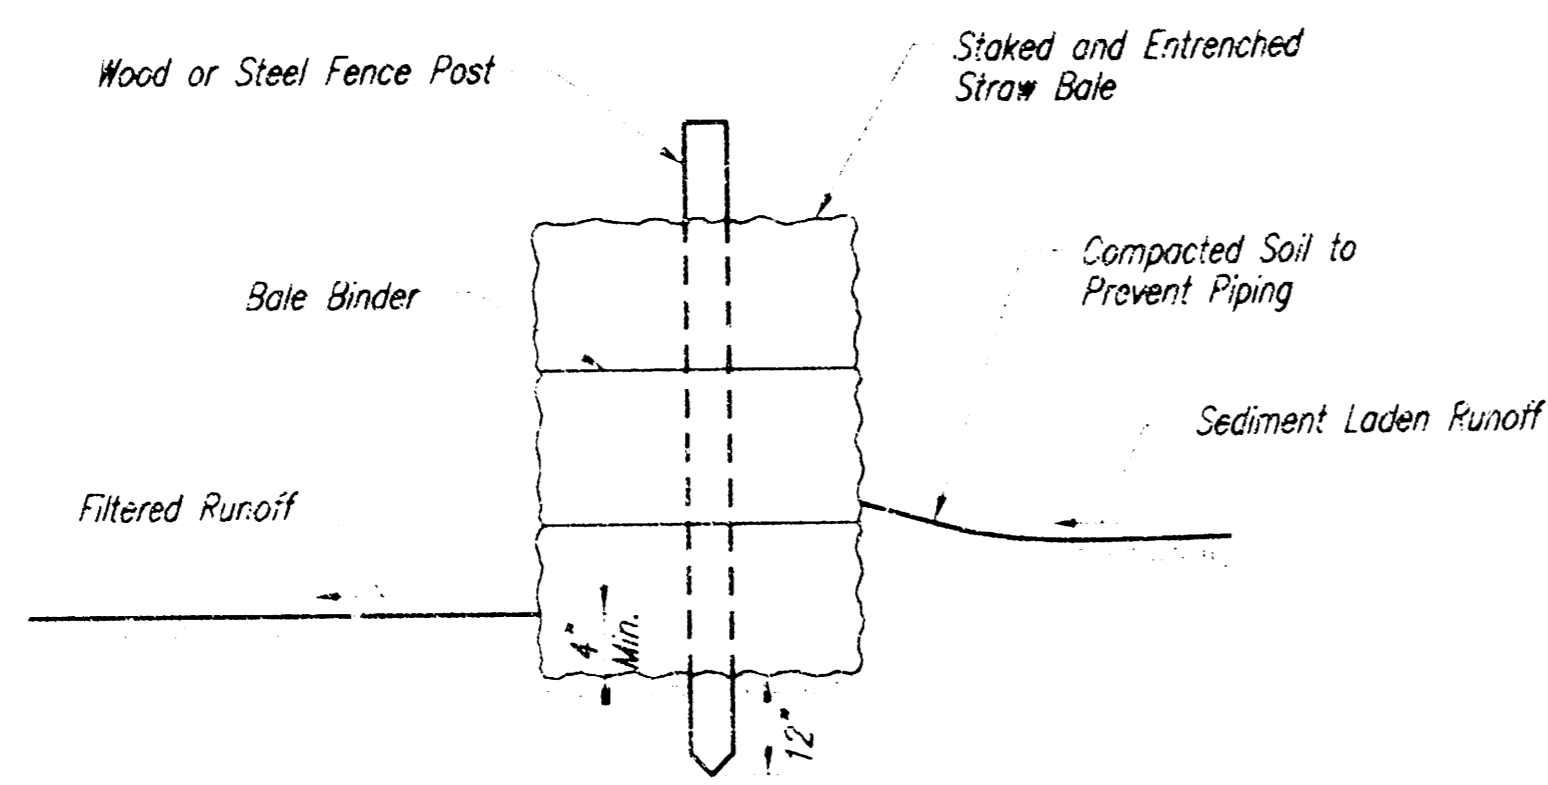 Wood or Steel Fence Post
Staked and Entrenched
Straw Bale
Bale Binder
Compacted Soil to
Prevent Piping
Sediment Laden Runoff
Filtered Runoff
4"
Min.
12"